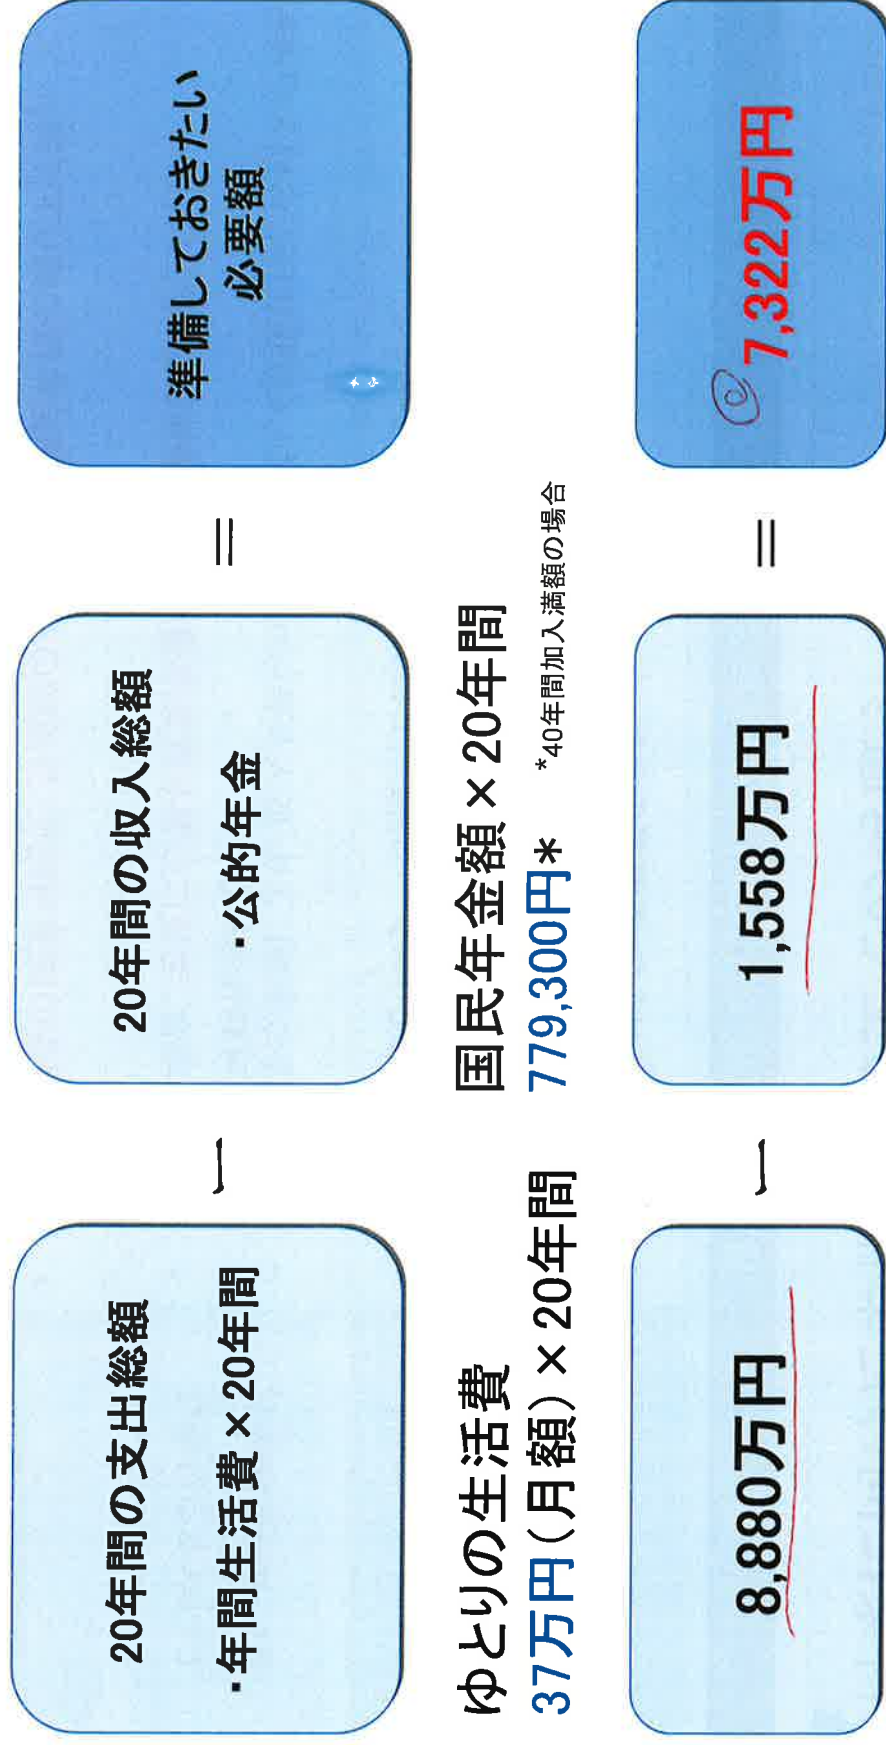 20年間の支出総額
・年間生活費×20年間
ー
20年間の収入総額
・公的年金
＝
準備しておきたい
必要額
ゆとりの生活費
37万円(月額)×20年間
国民年金額×20年間
779,300円* *40年間加入満額の場合
8,880万円
ー
1,558万円
＝
7,322万円